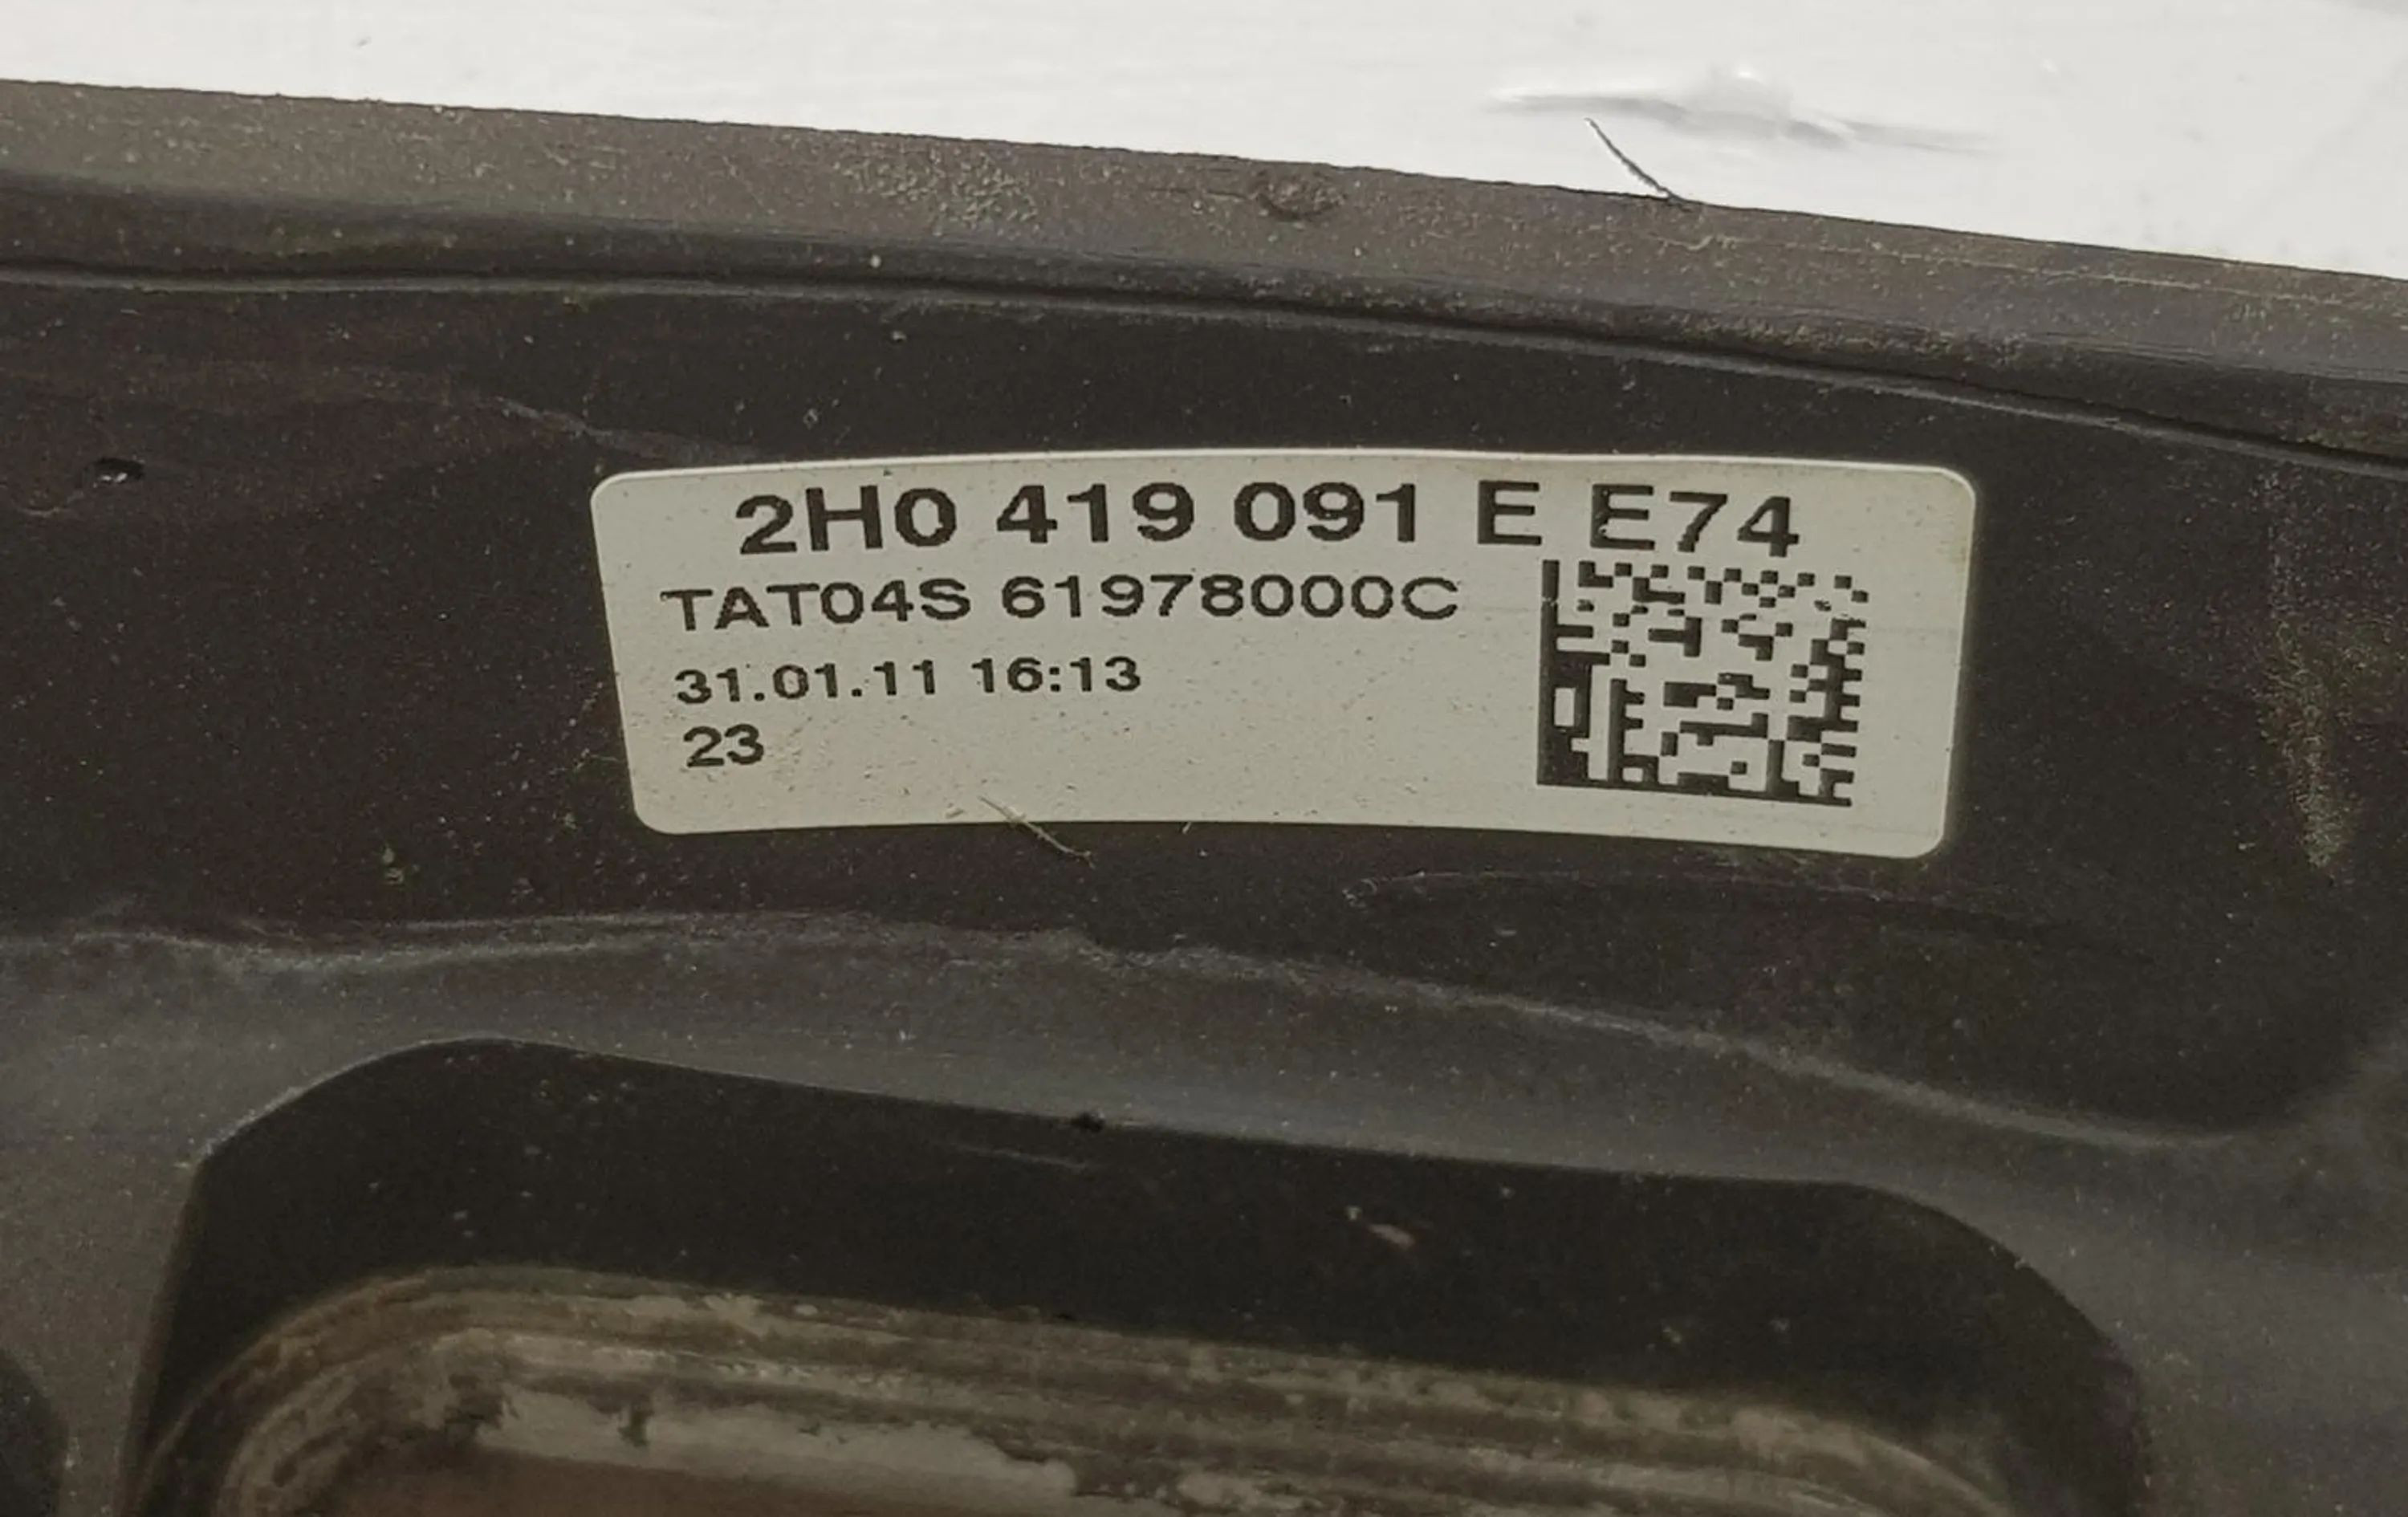 2H0 419 091 E E74
TAT04S 61978000C
31.01.11 16:13
23